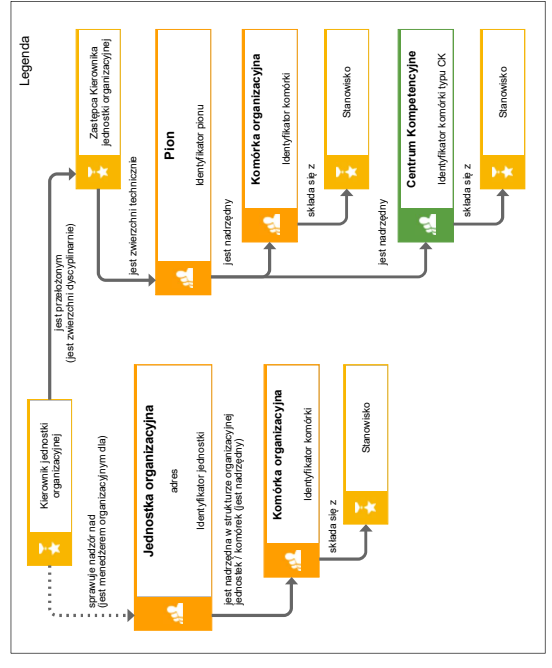 Legenda
Kierownik jednostki
organizacyjnej
jest przełożonym
(jest zwierzchni dyscyplinarnie)
Zastępca Kierownika
jednostki organizacyjnej
sprawuje nadzór nad
(jest menedżerem organizacyjnym dla)
jest zwierzchni technicznie
Jednostka organizacyjna
adres
Identyfikator jednostki
Pion
Identyfikator pionu
jest nadrzędna w strukturze organizacyjnej
jednostek / komórek (jest nadrzędny)
jest nadrzędny
Komórka organizacyjna
Identyfikator komórki
Komórka organizacyjna
Identyfikator komórki
składa się z
składa się z
Stanowisko
Stanowisko
jest nadrzędny
Centrum Kompetencyjne
Identyfikator komórki typu CK
składa się z
Stanowisko